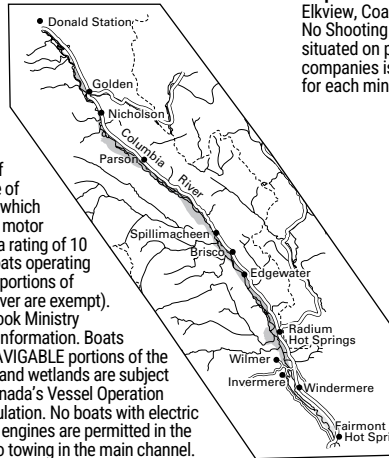 Elkview, Coa
No Shooting
situated on p
companies is
for each min
Donald Station
Golden
Nicholson
Columbia
River
Parson
Spillimacheen
Brisco
Edgewater
Radium
Hot Springs
Wilmer
Invermere
Windermere
Fairmont
Hot Spri
of
e of
which
motor
a rating of 10
oats operating
portions of
ver are exempt).
ook Ministry
nformation. Boats
AVIGABLE portions of the
and wetlands are subject
nada's Vessel Operation
ulation. No boats with electric
engines are permitted in the
o towing in the main channel.